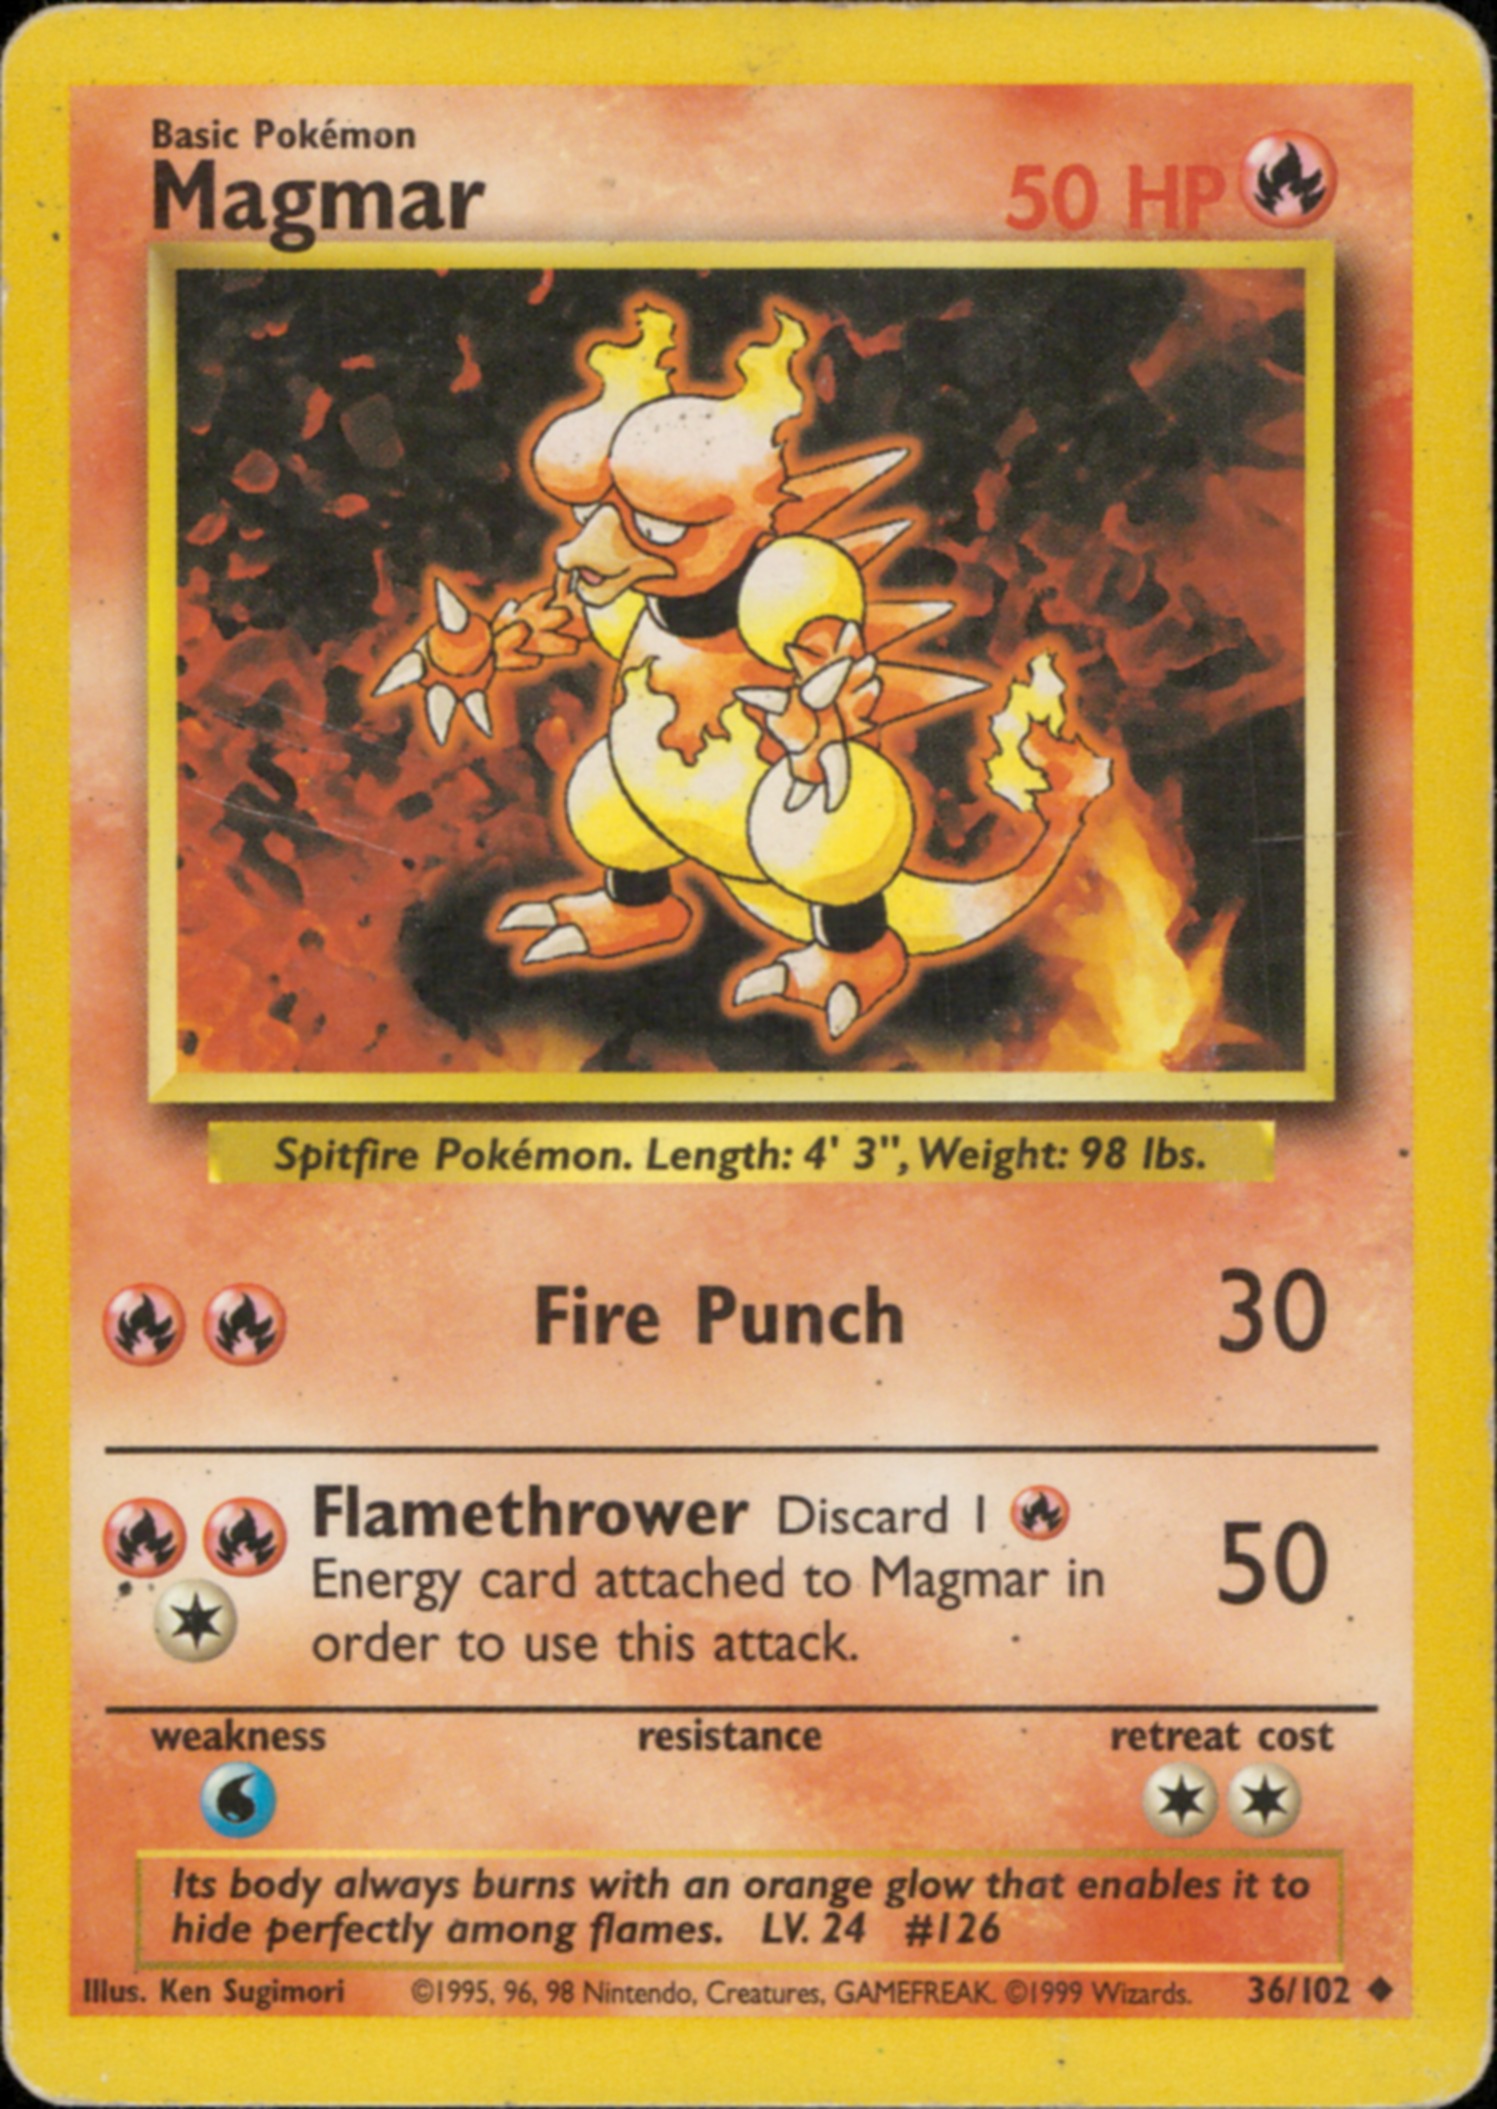 Basic Pokémon
Magmar
50 HP
Spitfire Pokémon. Length: 4' 3", Weight: 98 lbs.
Fire Punch 30
Flamethrower Discard 1
Energy card attached to Magmar in
order to use this attack.
50
weakness resistance retreat cost
Its body always burns with an orange glow that enables it to
hide perfectly among flames. LV. 24 #126
Illus. Ken Sugimori ©1995, 96, 98 Nintendo, Creatures, GAMEFREAK. ©1999 Wizards. 36/102